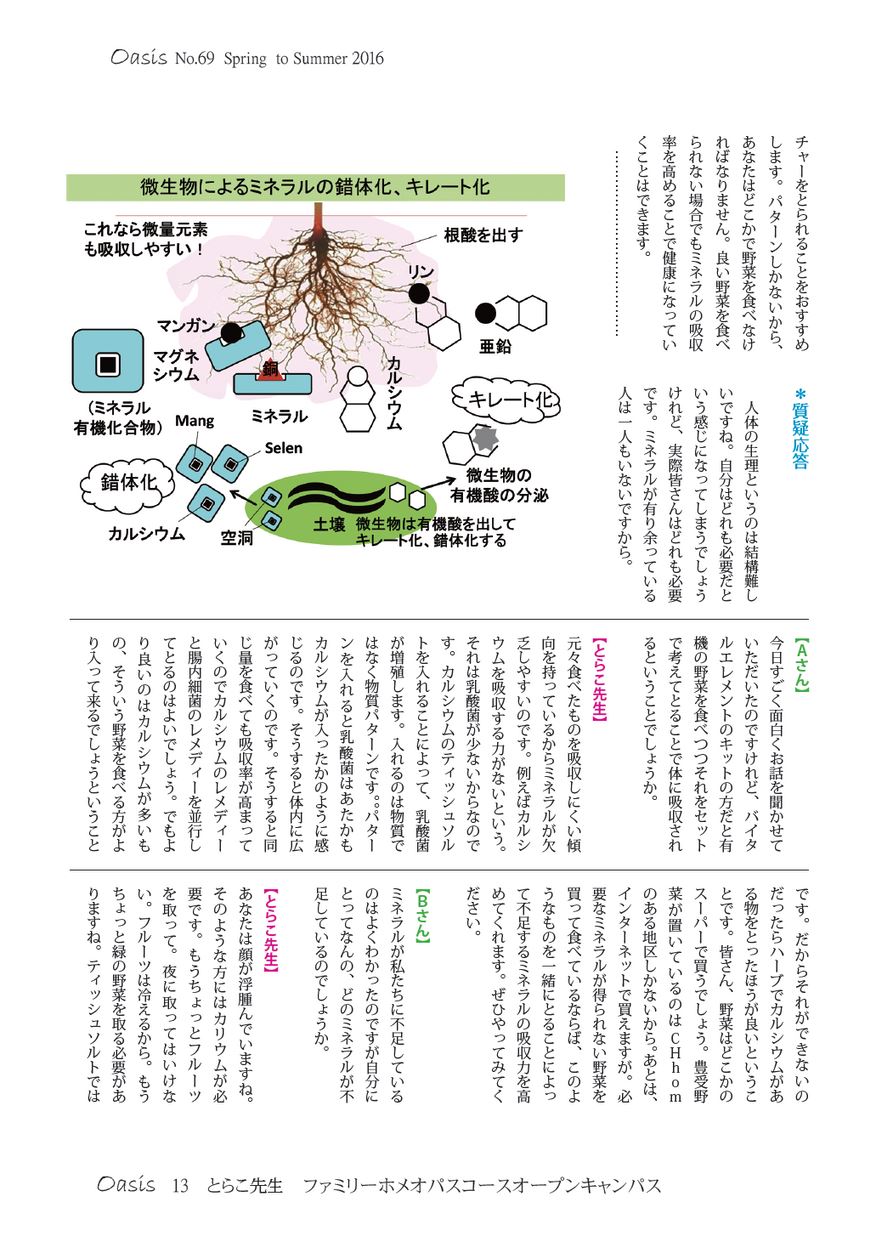 Oasis No.69 Spring to Summer 2016
チャーをとられることをおすすめ
します。パターンしかないから、
あなたはどこかで野菜を食べなけ
ればなりません。良い野菜を食べ
られない場合でもミネラルの吸収
率を高めることで健康になってい
くことはできます。
……………………………
微生物によるミネラルの錯体化、キレート化
これなら微量元素
も吸収しやすい！
根酸を出す
リン
マンガン
亜鉛
マグネ
シウム
銅
カルシウム
（ミネラル
有機化合物）
ミネラル
キレート化
Mang
Selen
錯体化
微生物の
有機酸の分泌
カルシウム
空洞
土壌
微生物は有機酸を出して
キレート化、錯体化する
＊質疑応答
人体の生理というのは結構難し
いですね。自分はどれも必要だと
いう感じになってしまうでしょう
けれど、実際皆さんはどれも必要
です。ミネラルが有り余っている
人は一人もいないですから。
【Aさん】
今日すごく面白くお話を聞かせて
いただいたのですけれど、バイタ
ルエレメントのキットの方だと有
機の野菜を食べつつそれをセット
で考えてとることで体に吸収され
るということでしょうか。
【とらこ先生】
元々食べたものを吸収しにくい傾
向を持っているからミネラルが欠
乏しやすいのです。例えばカルシ
ウムを吸収する力がないという。
それは乳酸菌が少ないからなので
す。カルシウムのティッシュソル
トを入れることによって、乳酸菌
が増殖します。入れるのは物質で
はなく物質パターンです。。パター
ンを入れると乳酸菌はあたかも
カルシウムが入ったかのように感
じるのです。そうすると体内に広
がっていくのです。そうすると同
じ量を食べても吸収率が高まって
いくのでカルシウムのレメディー
と腸内細菌のレメディーを並行し
てとるのはよいでしょう。でもよ
り良いのはカルシウムが多いも
の、そういう野菜を食べる方がよ
り入って来るでしょうということ
です。だからそれができないの
だったらハーブでカルシウムがあ
る物をとったほうが良いというこ
とです。皆さん、野菜はどこかの
スーパーで買うでしょう。豊受野
菜が置いているのはCHhom
のある地区しかないから。あとは、
インターネットで買えますが。必
要なミネラルが得られない野菜を
買って食べているならば、このよ
うなものを一緒にとることによっ
て不足するミネラルの吸収力を高
めてくれます。ぜひやってみてく
ださい。
【Bさん】
ミネラルが私たちに不足している
のはよくわかったのですが自分に
とってなんの、どのミネラルが不
足しているのでしょうか。
【とらこ先生】
あなたは顔が浮腫んでいますね。
そのような方にはカリウムが必
要です。もうちょっとフルーツ
を取って。夜に取ってはいけな
い。フルーツは冷えるから。もう
ちょっと緑の野菜を取る必要があ
りますね。ティッシュソルトでは
Oasis 13 とらこ先生 ファミリーホメオパスコースオープンキャンパス